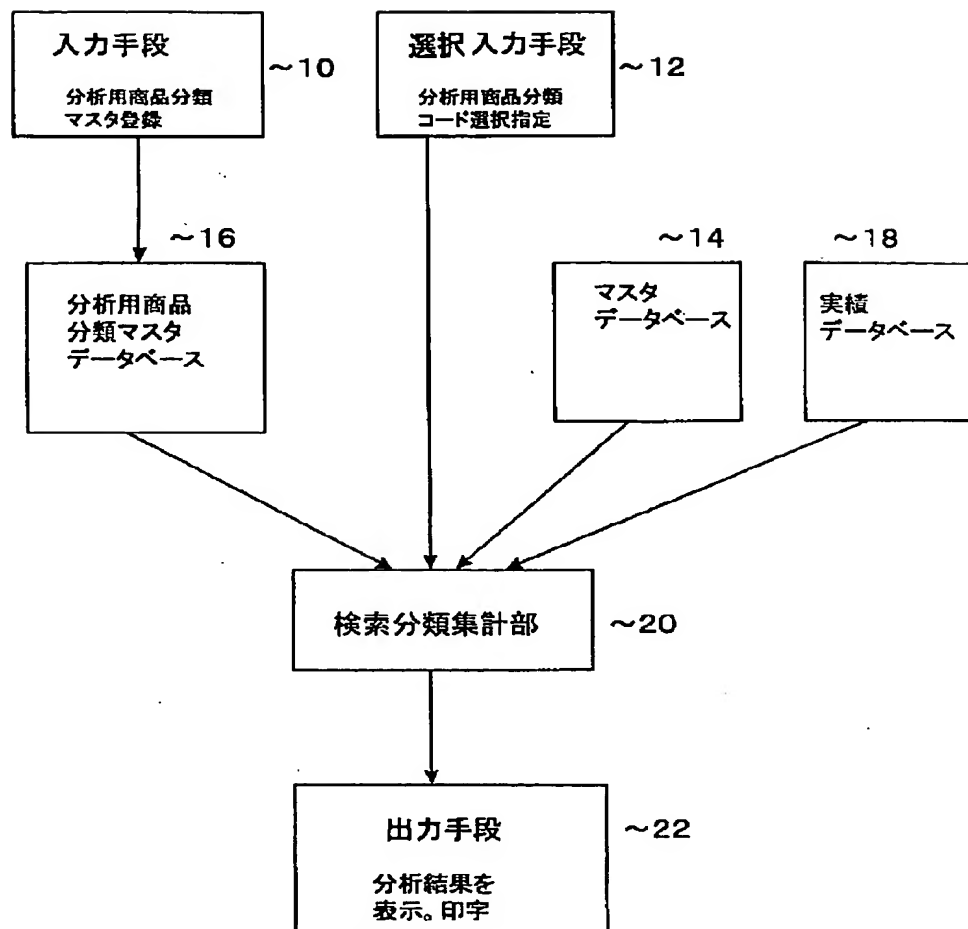 入力手段
分析用商品分類
マスタ登録
～10
選択入力手段
分析用商品分類
コード選択指定
～12
～16
分析用商品
分類マスタ
データベース
～14
マスタ
データベース
～18
実績
データベース
検索分類集計部
～20
出力手段
分析結果を
表示。印字
～22